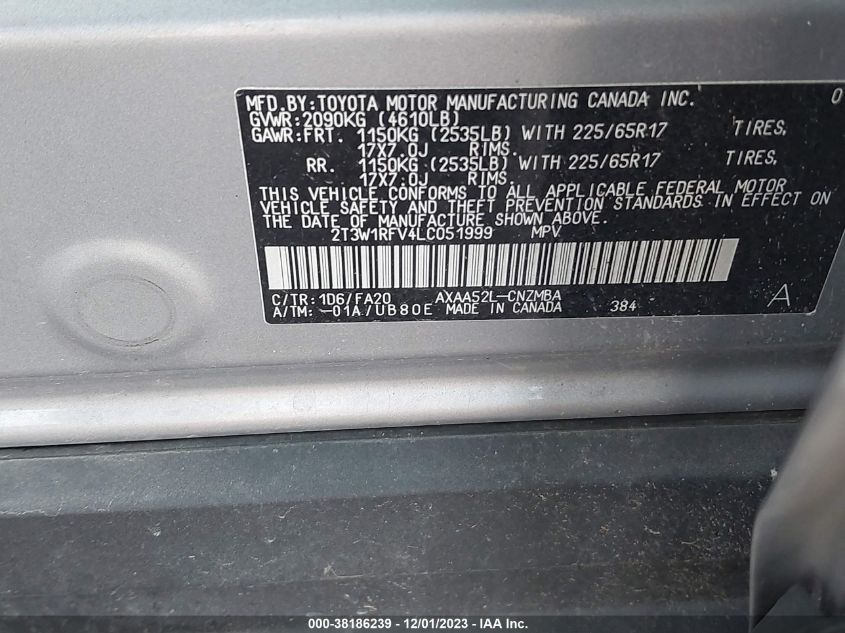 MFD.BY:TOYOTA MOTOR MANUFACTURING CANADA INC. 0
GVWR:2090KG (4610LB)
GAWR:FRT. 1150KG (2535LB) WITH 225/65R17 TIRES,
17X7.0J RIMS.
RR. 1150KG (2535LB) WITH 225/65R17 TIRES,
17X7.0J RIMS
THIS VEHICLE CONFORMS TO ALL APPLICABLE FEDERAL MOTOR
VEHICLE SAFETY AND THEFT PREVENTION STANDARDS IN EFFECT ON
THE DATE OF MANUFACTURE SHOWN ABOVE.
2T3W1RFV4LC051999 MPV
C/TR:1D6/FA20 AXAA52L-CNZMBA A
A/TM:-01A/UB80E MADE IN CANADA 384
000-38186239 - 12/01/2023 - IAA Inc.